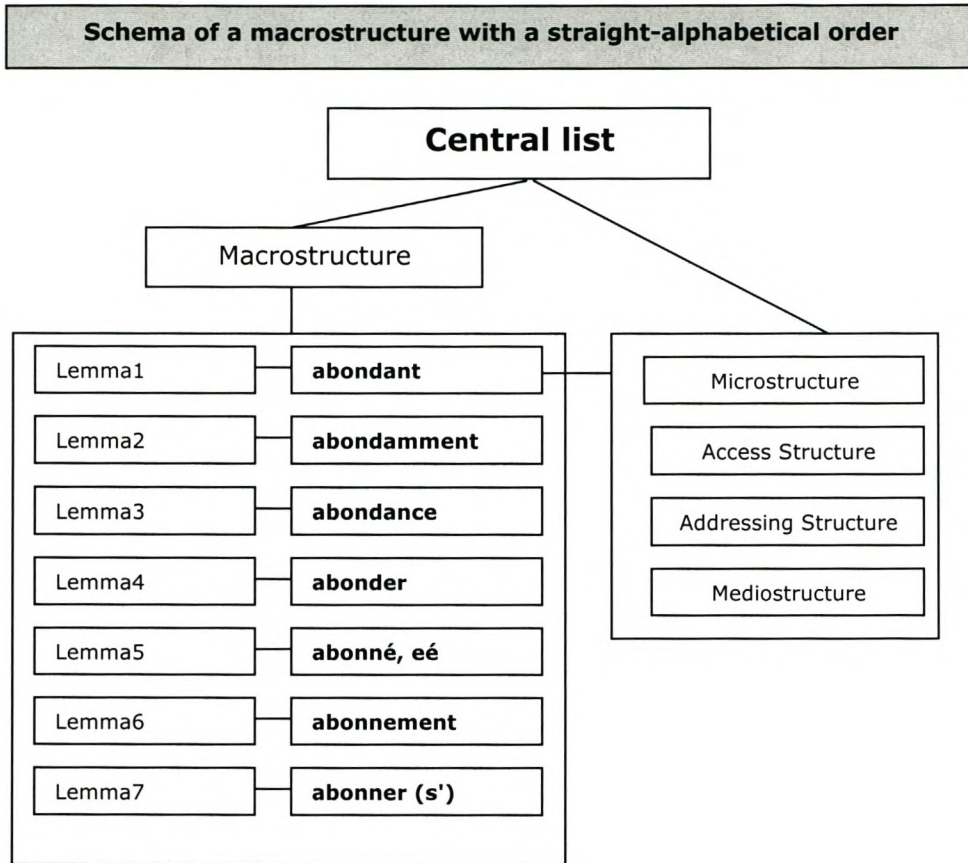 Schema of a macrostructure with a straight-alphabetical order
Central list
Macrostructure
Lemma1 abondant
Lemma2 abondamment
Lemma3 abondance
Lemma4 abonder
Lemma5 abonné, eé
Lemma6 abonnement
Lemma7 abonner (s')
Microstructure
Access Structure
Addressing Structure
Mediostructure